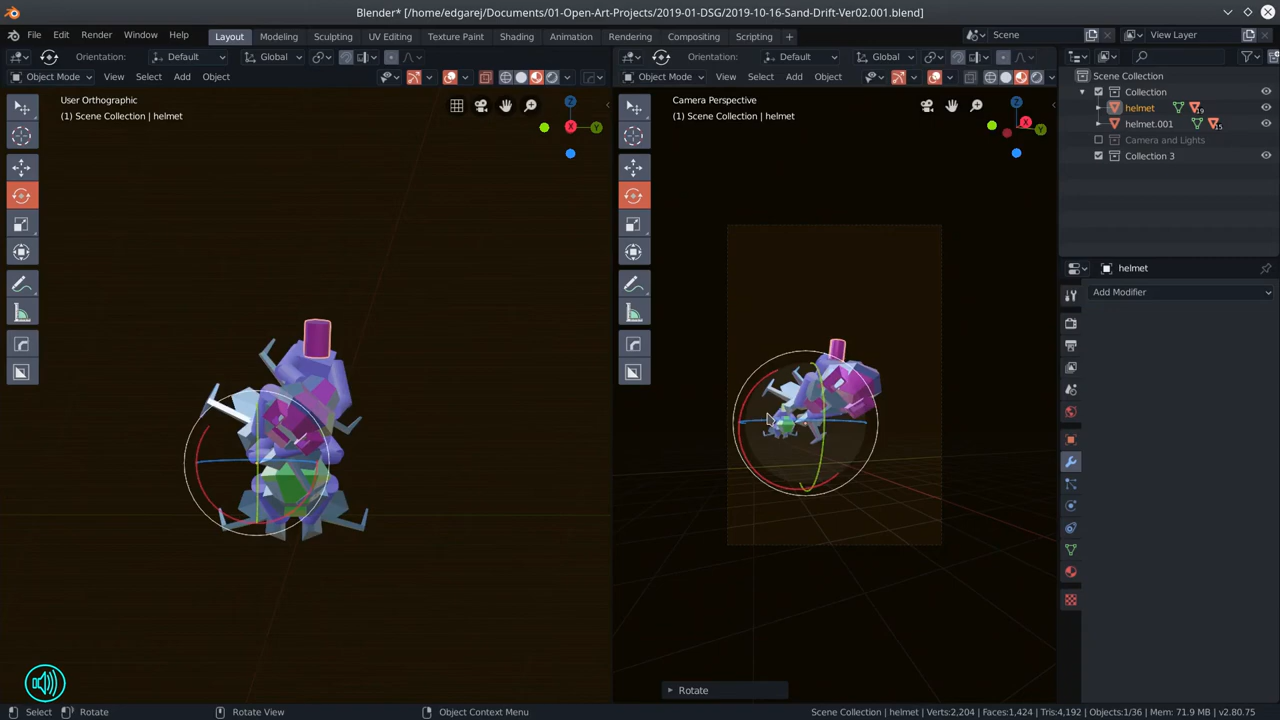 Blender* [/home/edgarej/Documents/01-Open-Art-Projects/2019-01-DSG/2019-10-16-Sand-Drift-Ver02.001.blend]
File Edit Render Window Help Layout Modeling Sculpting UV Editing Texture Paint Shading Animation Rendering Compositing Scripting + Scene View Layer
Orientation: Default Global Orientation: Default Global
Object Mode View Select Add Object Object Mode View Select Add Object
User Orthographic
(1) Scene Collection | helmet
Camera Perspective
(1) Scene Collection | helmet
Z
X
Y
Z
X
Y
Scene Collection
Collection
helmet 19
helmet.001 15
Camera and Lights
Collection 3
helmet
Add Modifier
Rotate
Select Rotate Rotate View Object Context Menu Scene Collection | helmet | Verts:2,204 | Faces:1,424 | Tris:4,192 | Objects:1/36 | Mem: 71.9 MB | v2.80.75